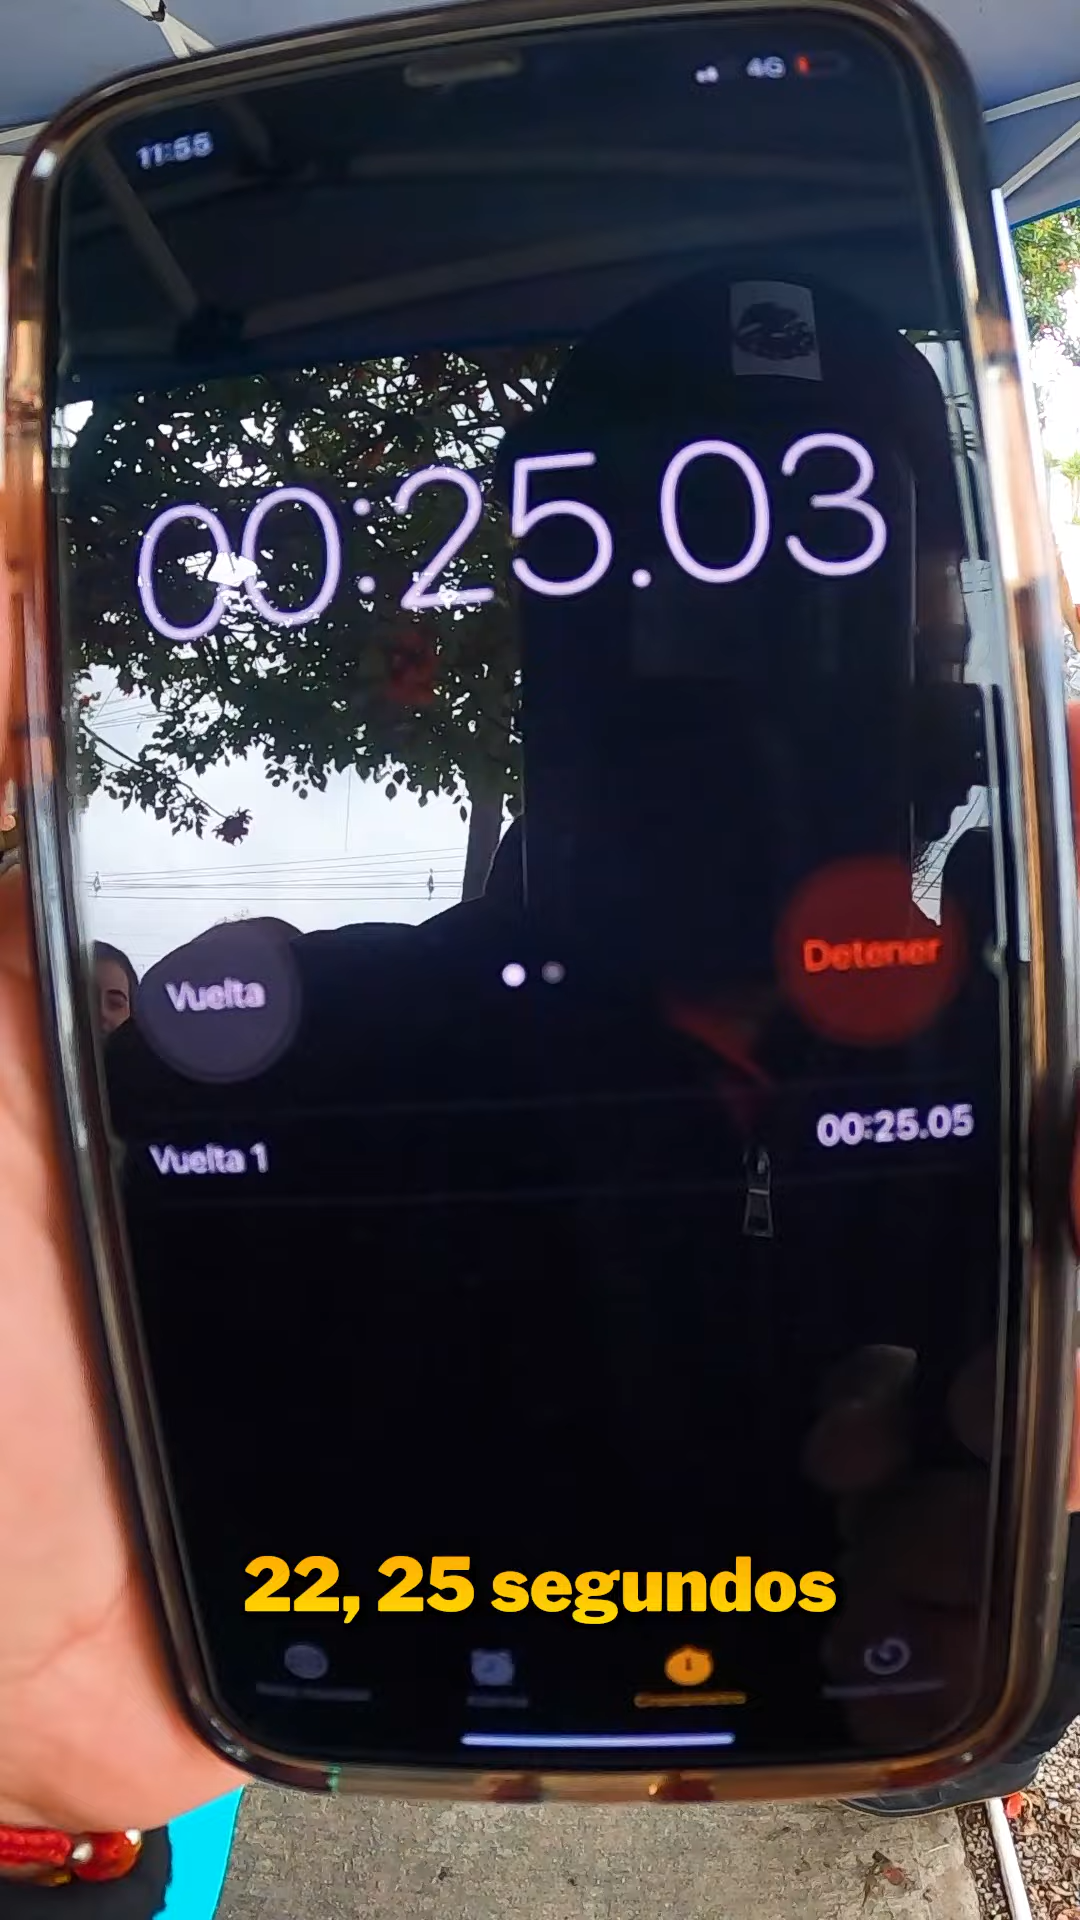 4G
11:55
00:25.03
Vuelta
Detener
Vuelta 1
00:25.05
22, 25 segundos